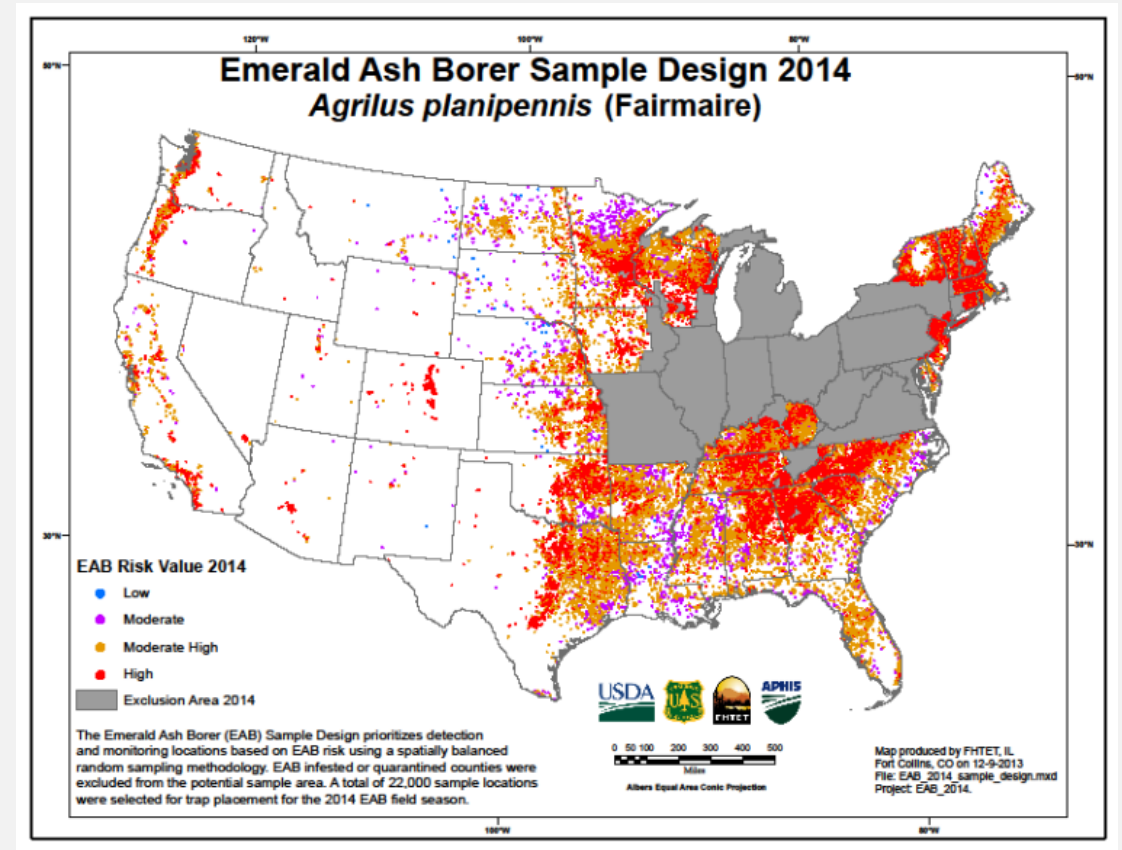 120°W 100°W 80°W
50°N
50°N
Emerald Ash Borer Sample Design 2014
Agrilus planipennis (Fairmaire)
30°N
30°N
EAB Risk Value 2014
Low
Moderate
Moderate High
High
Exclusion Area 2014
The Emerald Ash Borer (EAB) Sample Design prioritizes detection
and monitoring locations based on EAB risk using a spatially balanced
random sampling methodology. EAB infested or quarantined counties were
excluded from the potential sample area. A total of 22,000 sample locations
were selected for trap placement for the 2014 EAB field season.
USDA
U S
FHTET
APHIS
0 50 100 200 300 400 500
Miles
Albers Equal Area Conic Projection
Map produced by FHTET, IL
Fort Collins, CO on 12-9-2013
File: EAB_2014_sample_design.mxd
Project: EAB_2014.
100°W 80°W